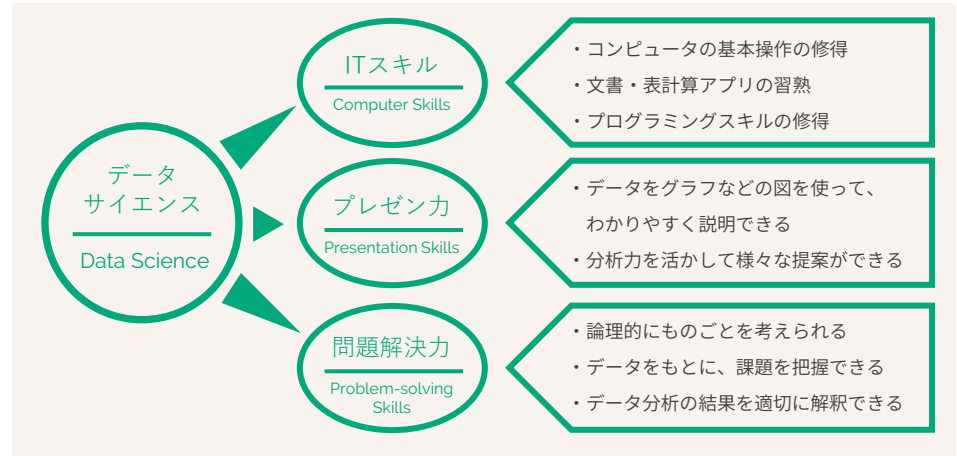 データ
サイエンス
Data Science
ITスキル
Computer Skills
・コンピュータの基本操作の修得
・文書・表計算アプリの習熟
・プログラミングスキルの修得
プレゼン力
Presentation Skills
・データをグラフなどの図を使って、
わかりやすく説明できる
・分析力を活かして様々な提案ができる
問題解決力
Problem-solving
Skills
・論理的にものごとを考えられる
・データをもとに、課題を把握できる
・データ分析の結果を適切に解釈できる